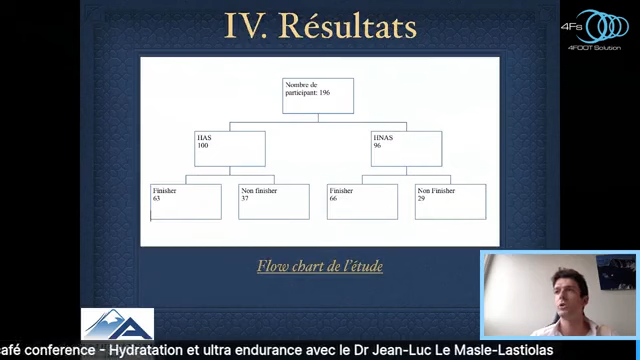 IV. Résultats
4Fs
4FOOT Solution
Nombre de
participant: 196
HAS
100
HNAS
96
Finisher
63
Non finisher
37
Finisher
66
Non Finisher
29
Flow chart de l'étude
A
café conference - Hydratation et ultra endurance avec le Dr Jean-Luc Le Masle-Lastiolas